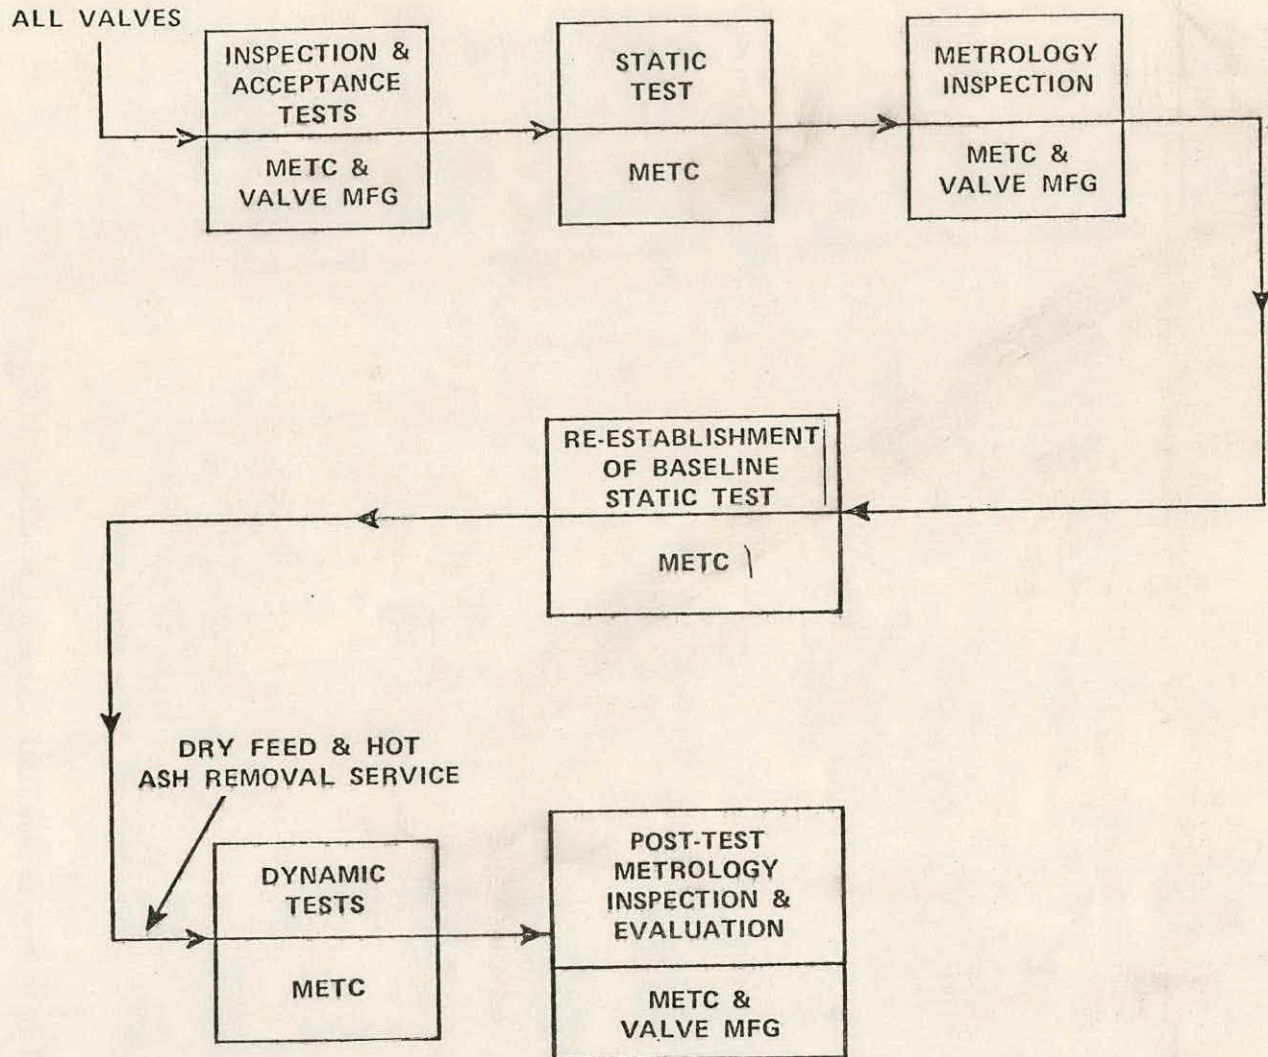 ALL VALVES
INSPECTION &
ACCEPTANCE
TESTS
METC &
VALVE MFG
STATIC
TEST
METC
METROLOGY
INSPECTION
METC &
VALVE MFG
RE-ESTABLISHMENT
OF BASELINE
STATIC TEST
METC
DRY FEED & HOT
ASH REMOVAL SERVICE
DYNAMIC
TESTS
METC
POST-TEST
METROLOGY
INSPECTION &
EVALUATION
METC &
VALVE MFG